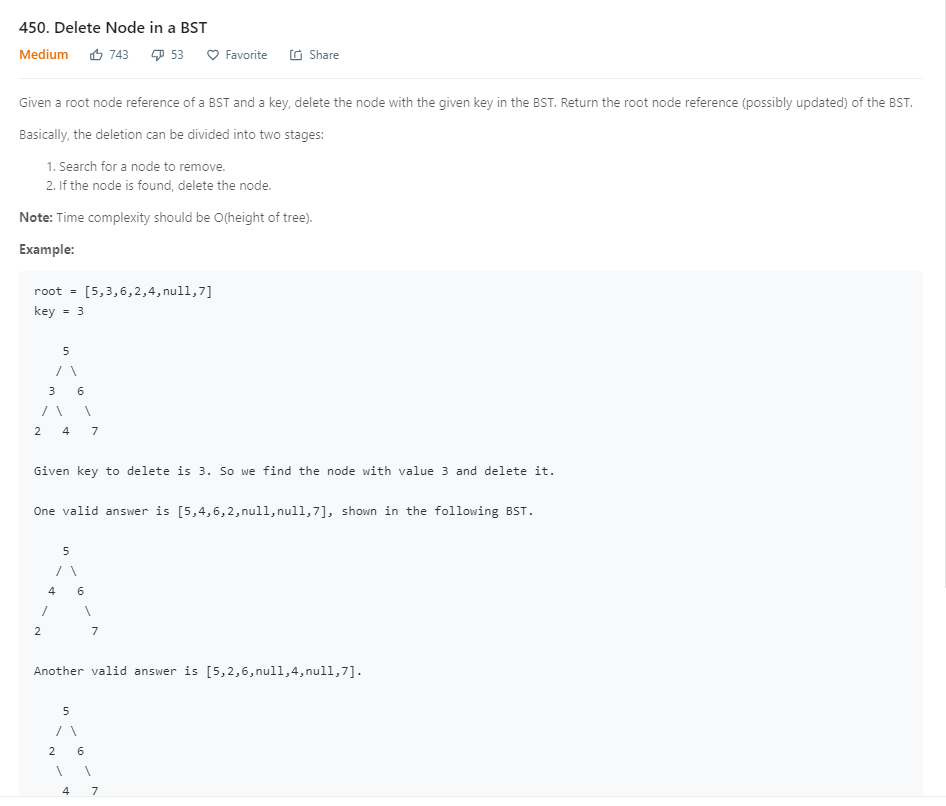 450. Delete Node in a BST
Medium 743 53 Favorite Share
Given a root node reference of a BST and a key, delete the node with the given key in the BST. Return the root node reference (possibly updated) of the BST.
Basically, the deletion can be divided into two stages:
1. Search for a node to remove.
2. If the node is found, delete the node.
Note: Time complexity should be O(height of tree).
Example:
root = [5,3,6,2,4,null,7]
key = 3
5
/ \
3 6
/ \ \
2 4 7
Given key to delete is 3. So we find the node with value 3 and delete it.
One valid answer is [5,4,6,2,null,null,7], shown in the following BST.
5
/ \
4 6
/ \
2 7
Another valid answer is [5,2,6,null,4,null,7].
5
/ \
2 6
\ \
4 7